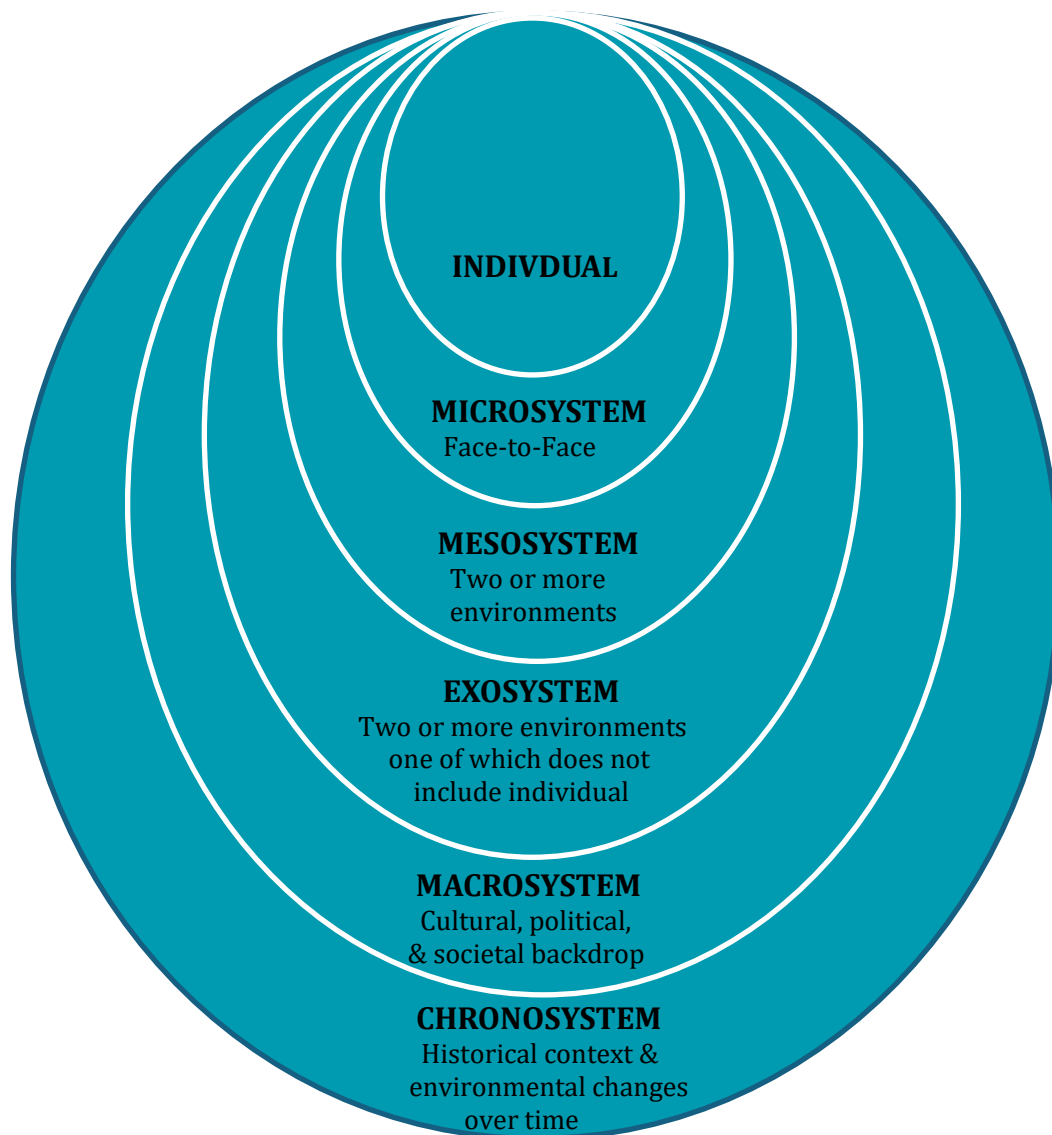 INDIVDUAL
MICROSYSTEM
Face-to-Face
MESOSYSTEM
Two or more
environments
EXOSYSTEM
Two or more environments
one of which does not
include individual
MACROSYSTEM
Cultural, political,
& societal backdrop
CHRONOSYSTEM
Historical context &
environmental changes
over time